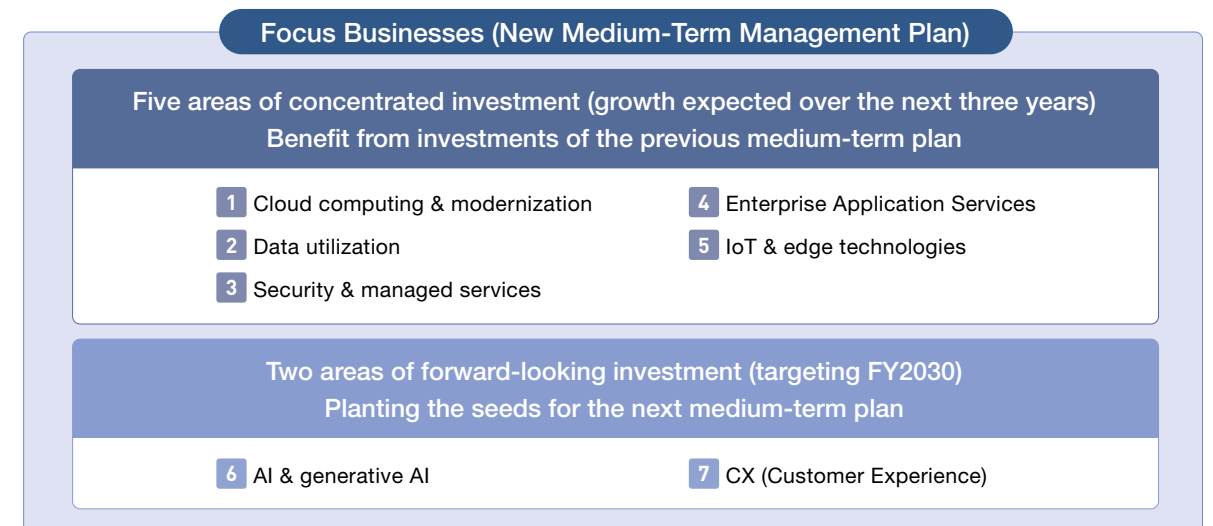 Focus Businesses (New Medium-Term Management Plan)
Five areas of concentrated investment (growth expected over the next three years)
Benefit from investments of the previous medium-term plan
1 Cloud computing & modernization
2 Data utilization
3 Security & managed services
4 Enterprise Application Services
5 IoT & edge technologies
Two areas of forward-looking investment (targeting FY2030)
Planting the seeds for the next medium-term plan
6 AI & generative AI
7 CX (Customer Experience)